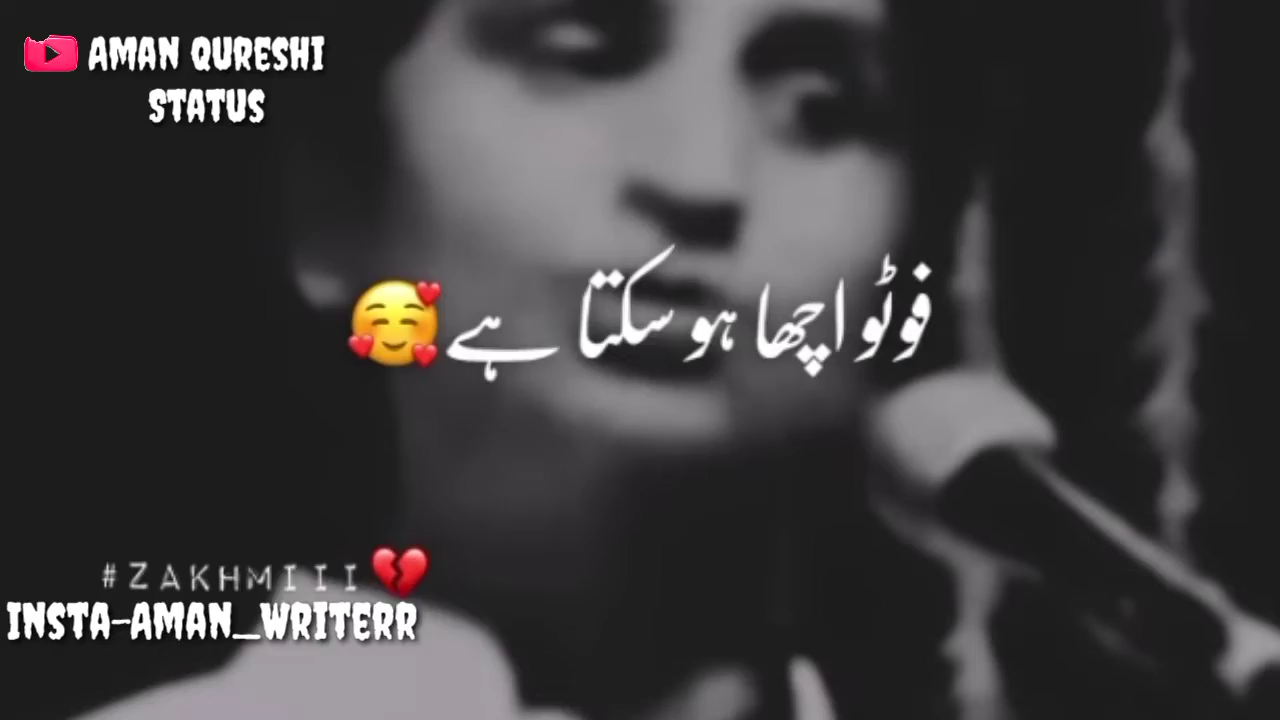 AMAN QURESHI
STATUS
فوٹو اچھا ہو سکتا ہے 🥰
#ZAKHMIII 💔
INSTA-AMAN_WRITERR